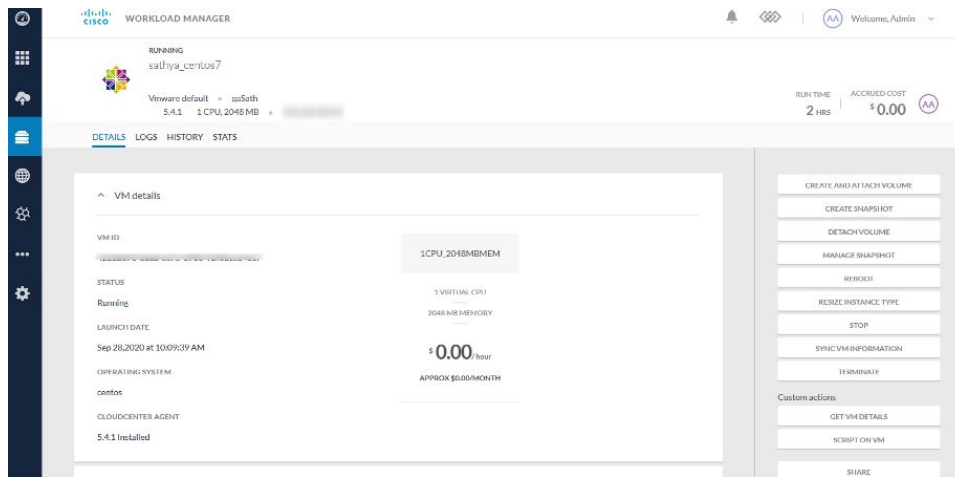 CISCO WORKLOAD MANAGER
AA Welcome, Admin
RUNNING
sathya_centos7
Vmware default qaSath
5.4.1 1 CPU, 2048 MB
RUN TIME
2 HRS
ACCRUED COST
$0.00
AA
DETAILS LOGS HISTORY STATS
VM details
VM ID
STATUS
Running
LAUNCH DATE
Sep 28,2020 at 10:09:39 AM
OPERATING SYSTEM
centos
CLOUDCENTER AGENT
5.4.1 Installed
1CPU_2048MBMEM
1 VIRTUAL CPU
2048 MB MEMORY
$0.00/hour
APPROX $0.00/MONTH
CREATE AND ATTACH VOLUME
CREATE SNAPSHOT
DETACH VOLUME
MANAGE SNAPSHOT
REBOOT
RESIZE INSTANCE TYPE
STOP
SYNC VM INFORMATION
TERMINATE
Custom actions
GET VM DETAILS
SCRIPT ON VM
SHARE